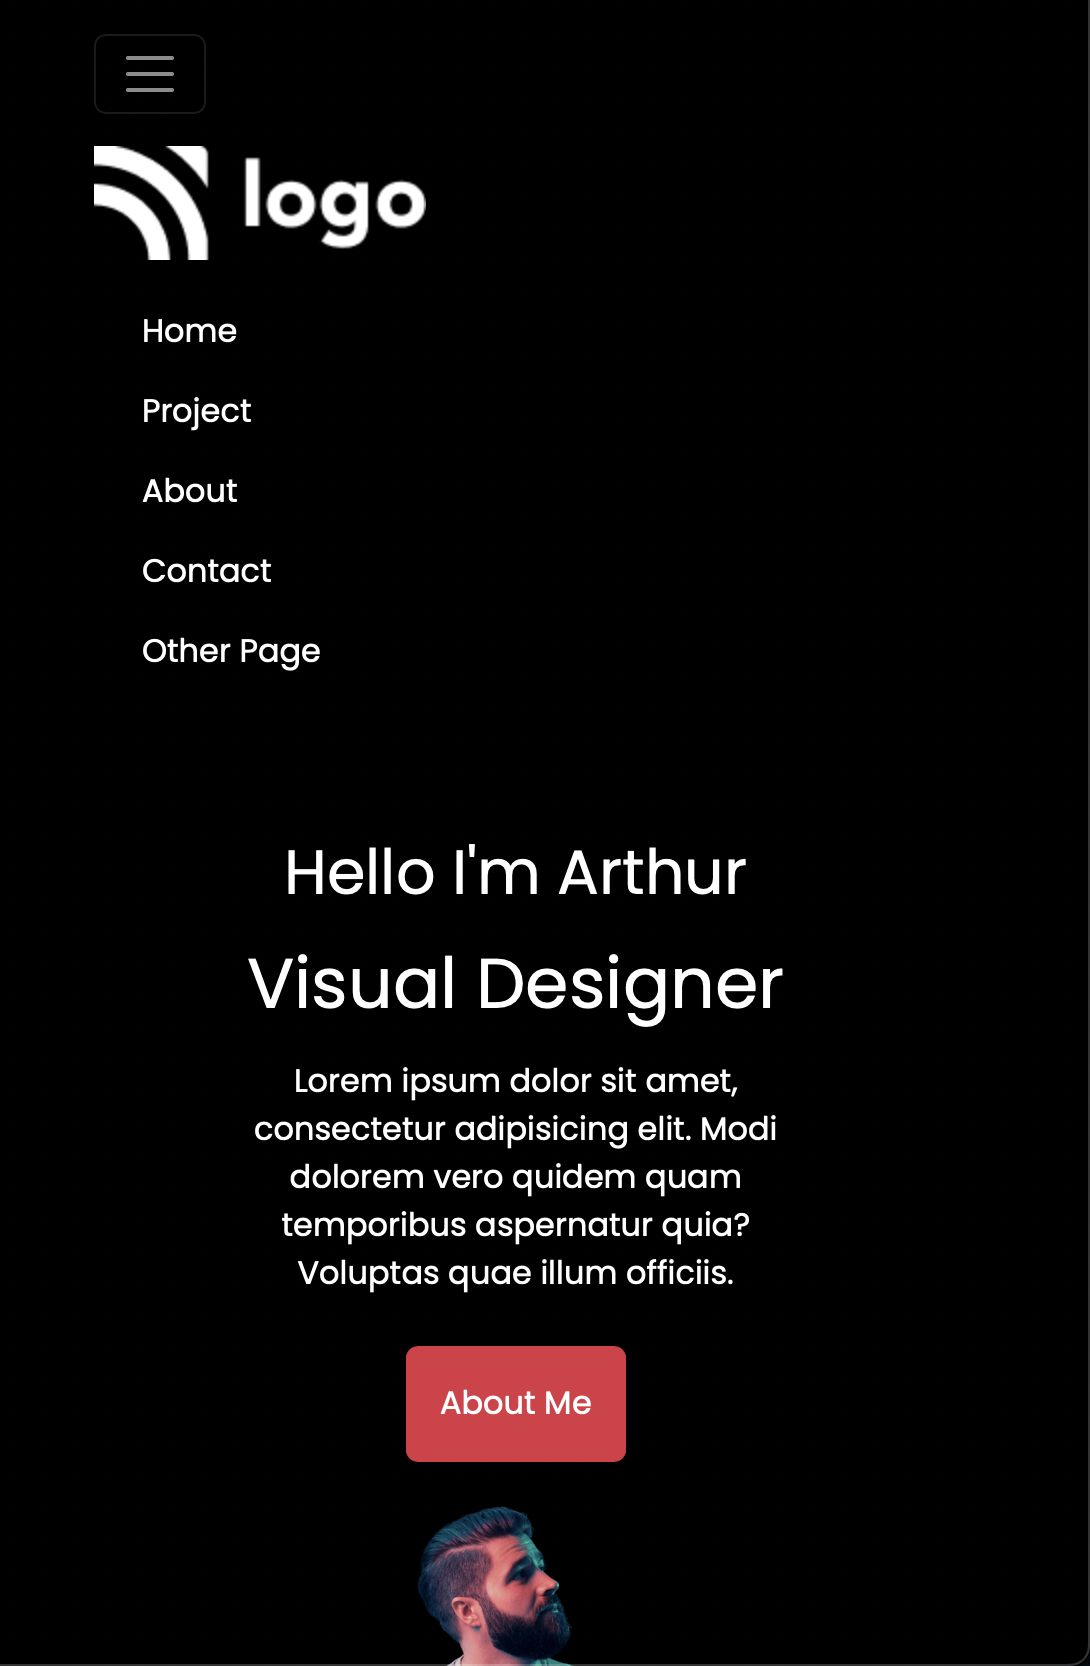 logo
Home
Project
About
Contact
Other Page
Hello I'm Arthur
Visual Designer
Lorem ipsum dolor sit amet,
consectetur adipisicing elit. Modi
dolorem vero quidem quam
temporibus aspernatur quia?
Voluptas quae illum officiis.
About Me